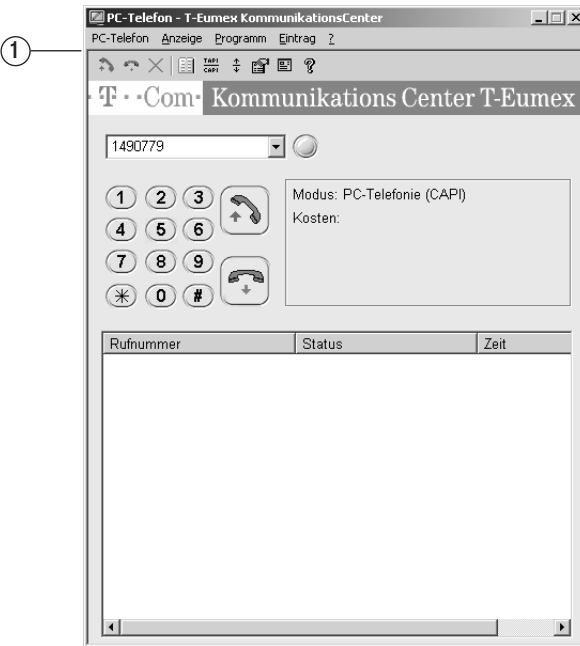 PC-Telefon - T-Eumex KommunikationsCenter
PC-Telefon Anzeige Programm Eintrag ?
1
TAPI
CAPI
?
·T··Com· Kommunikations Center T-Eumex
1490779
1 2 3
4 5 6
7 8 9
* 0 #
Modus: PC-Telefonie (CAPI)
Kosten:
Rufnummer Status Zeit